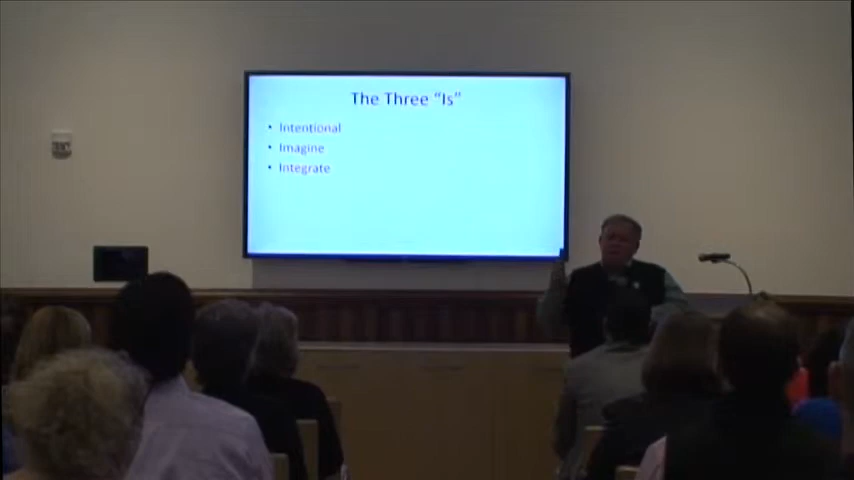 The Three “Is”
• Intentional
• Imagine
• Integrate